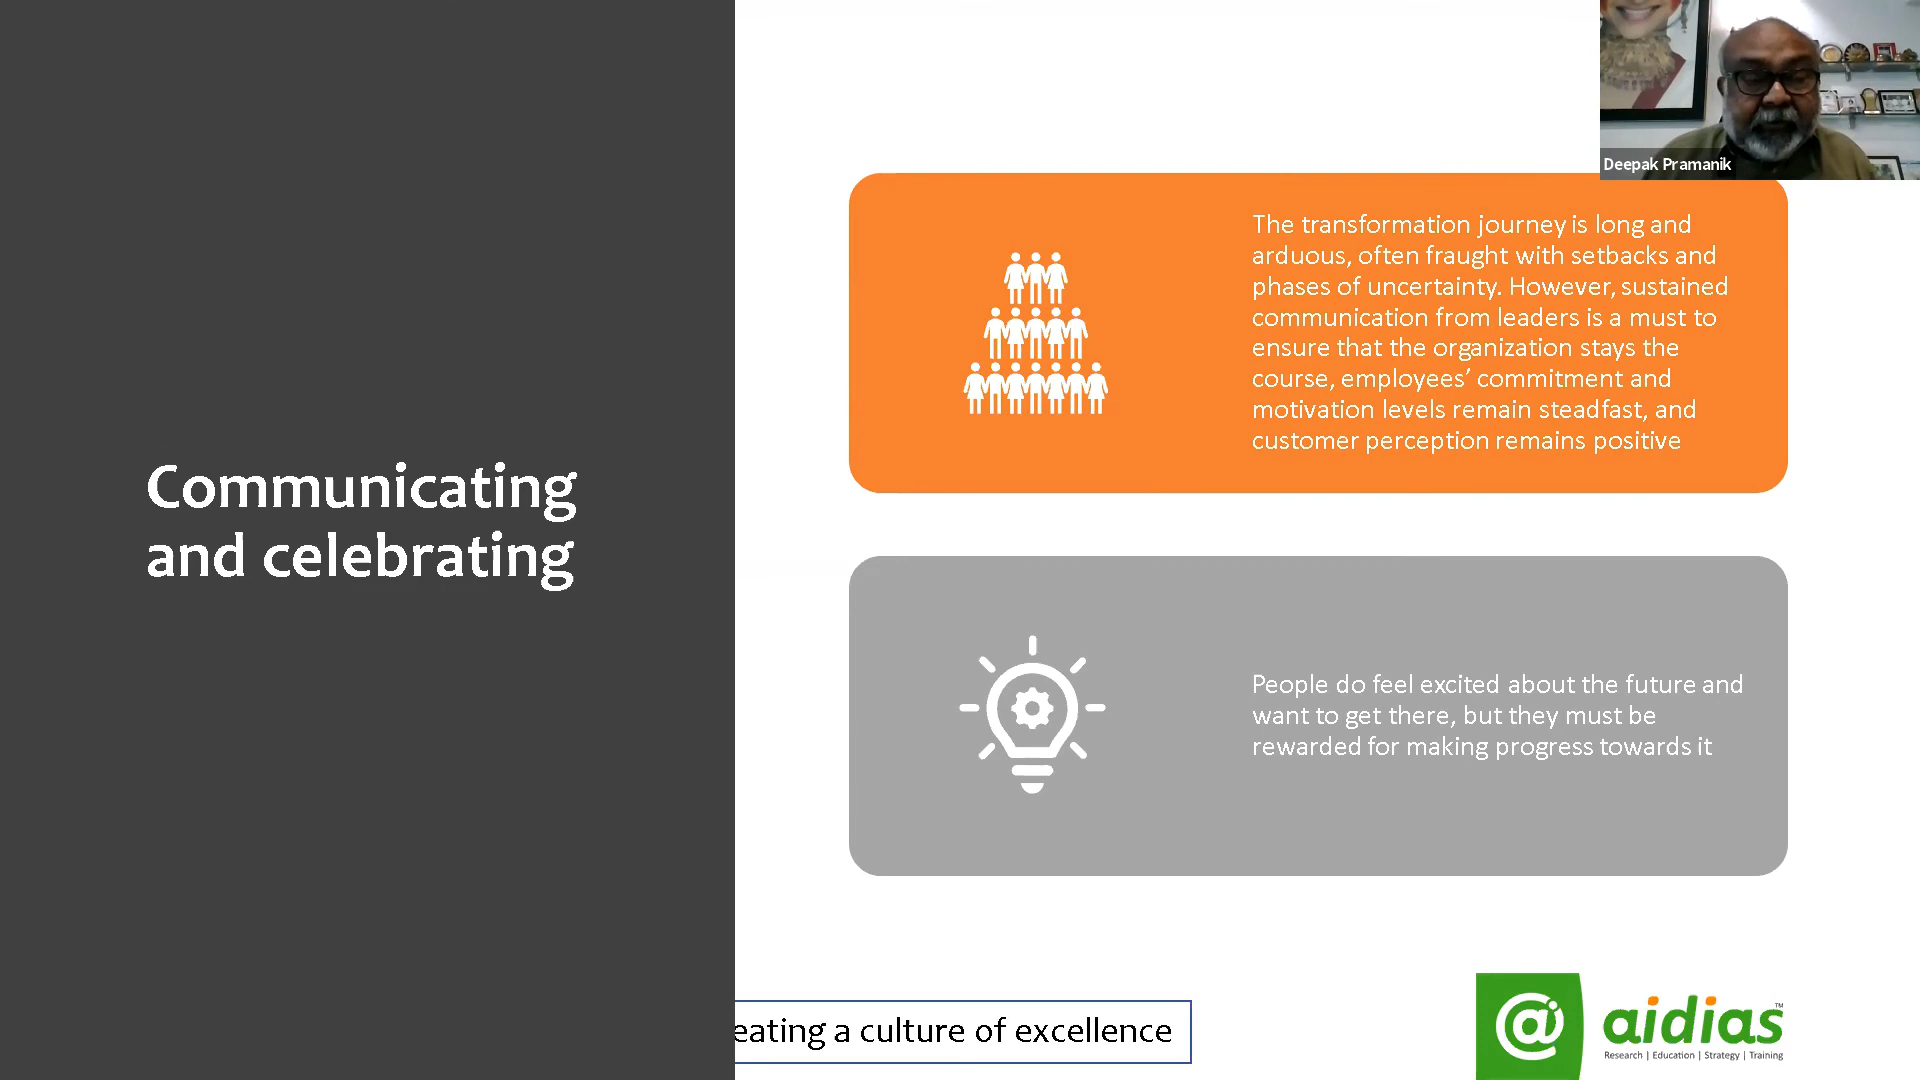 Deepak Pramanik
Communicating
and celebrating
The transformation journey is long and
arduous, often fraught with setbacks and
phases of uncertainty. However, sustained
communication from leaders is a must to
ensure that the organization stays the
course, employees’ commitment and
motivation levels remain steadfast, and
customer perception remains positive
People do feel excited about the future and
want to get there, but they must be
rewarded for making progress towards it
eating a culture of excellence
@ aidias™
Research | Education | Strategy | Training